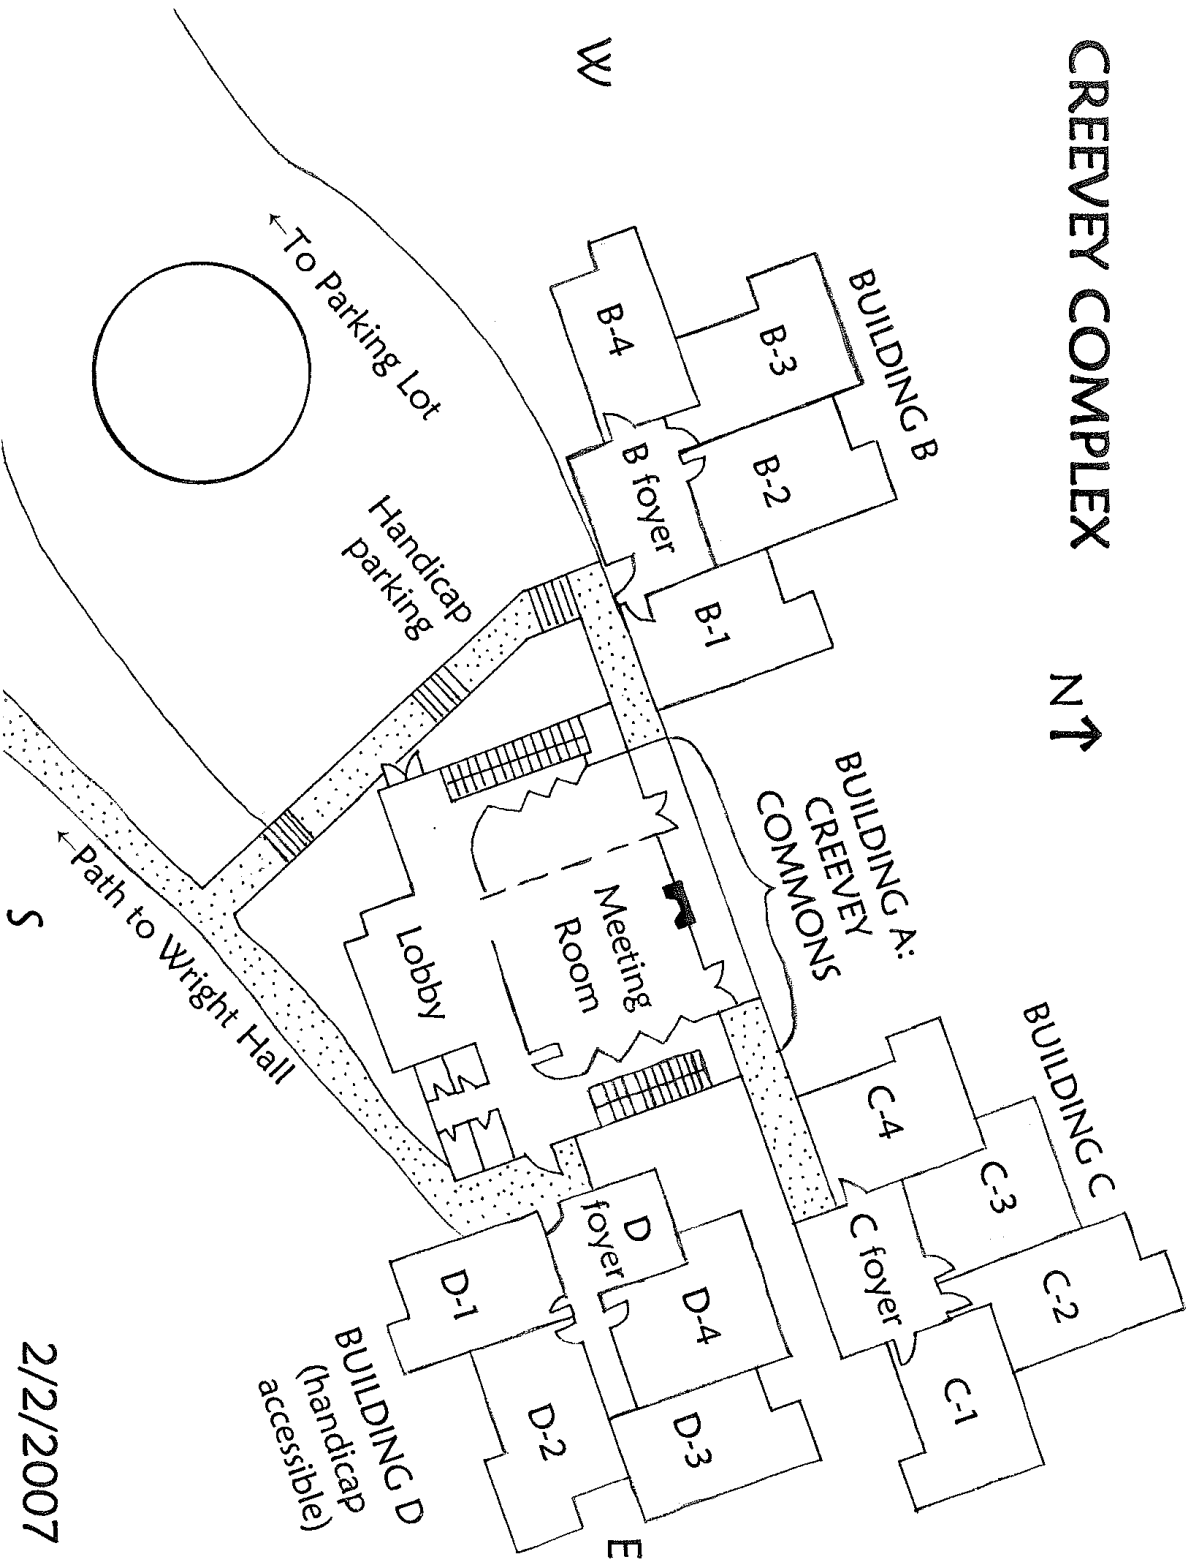 CREEVEY COMPLEX
N
BUILDING B
B-3
B-2
B-4
B foyer
B-1
BUILDING A:
CREEVEY
COMMONS
BUILDING C
C-4
C-3
C-2
C foyer
C-1
W
←To Parking Lot
Handicap
parking
Meeting
Room
Lobby
D
foyer
D-4
D-3
D-1
D-2
E
BUILDING D
(handicap
accessible)
←Path to Wright Hall
S
2/2/2007